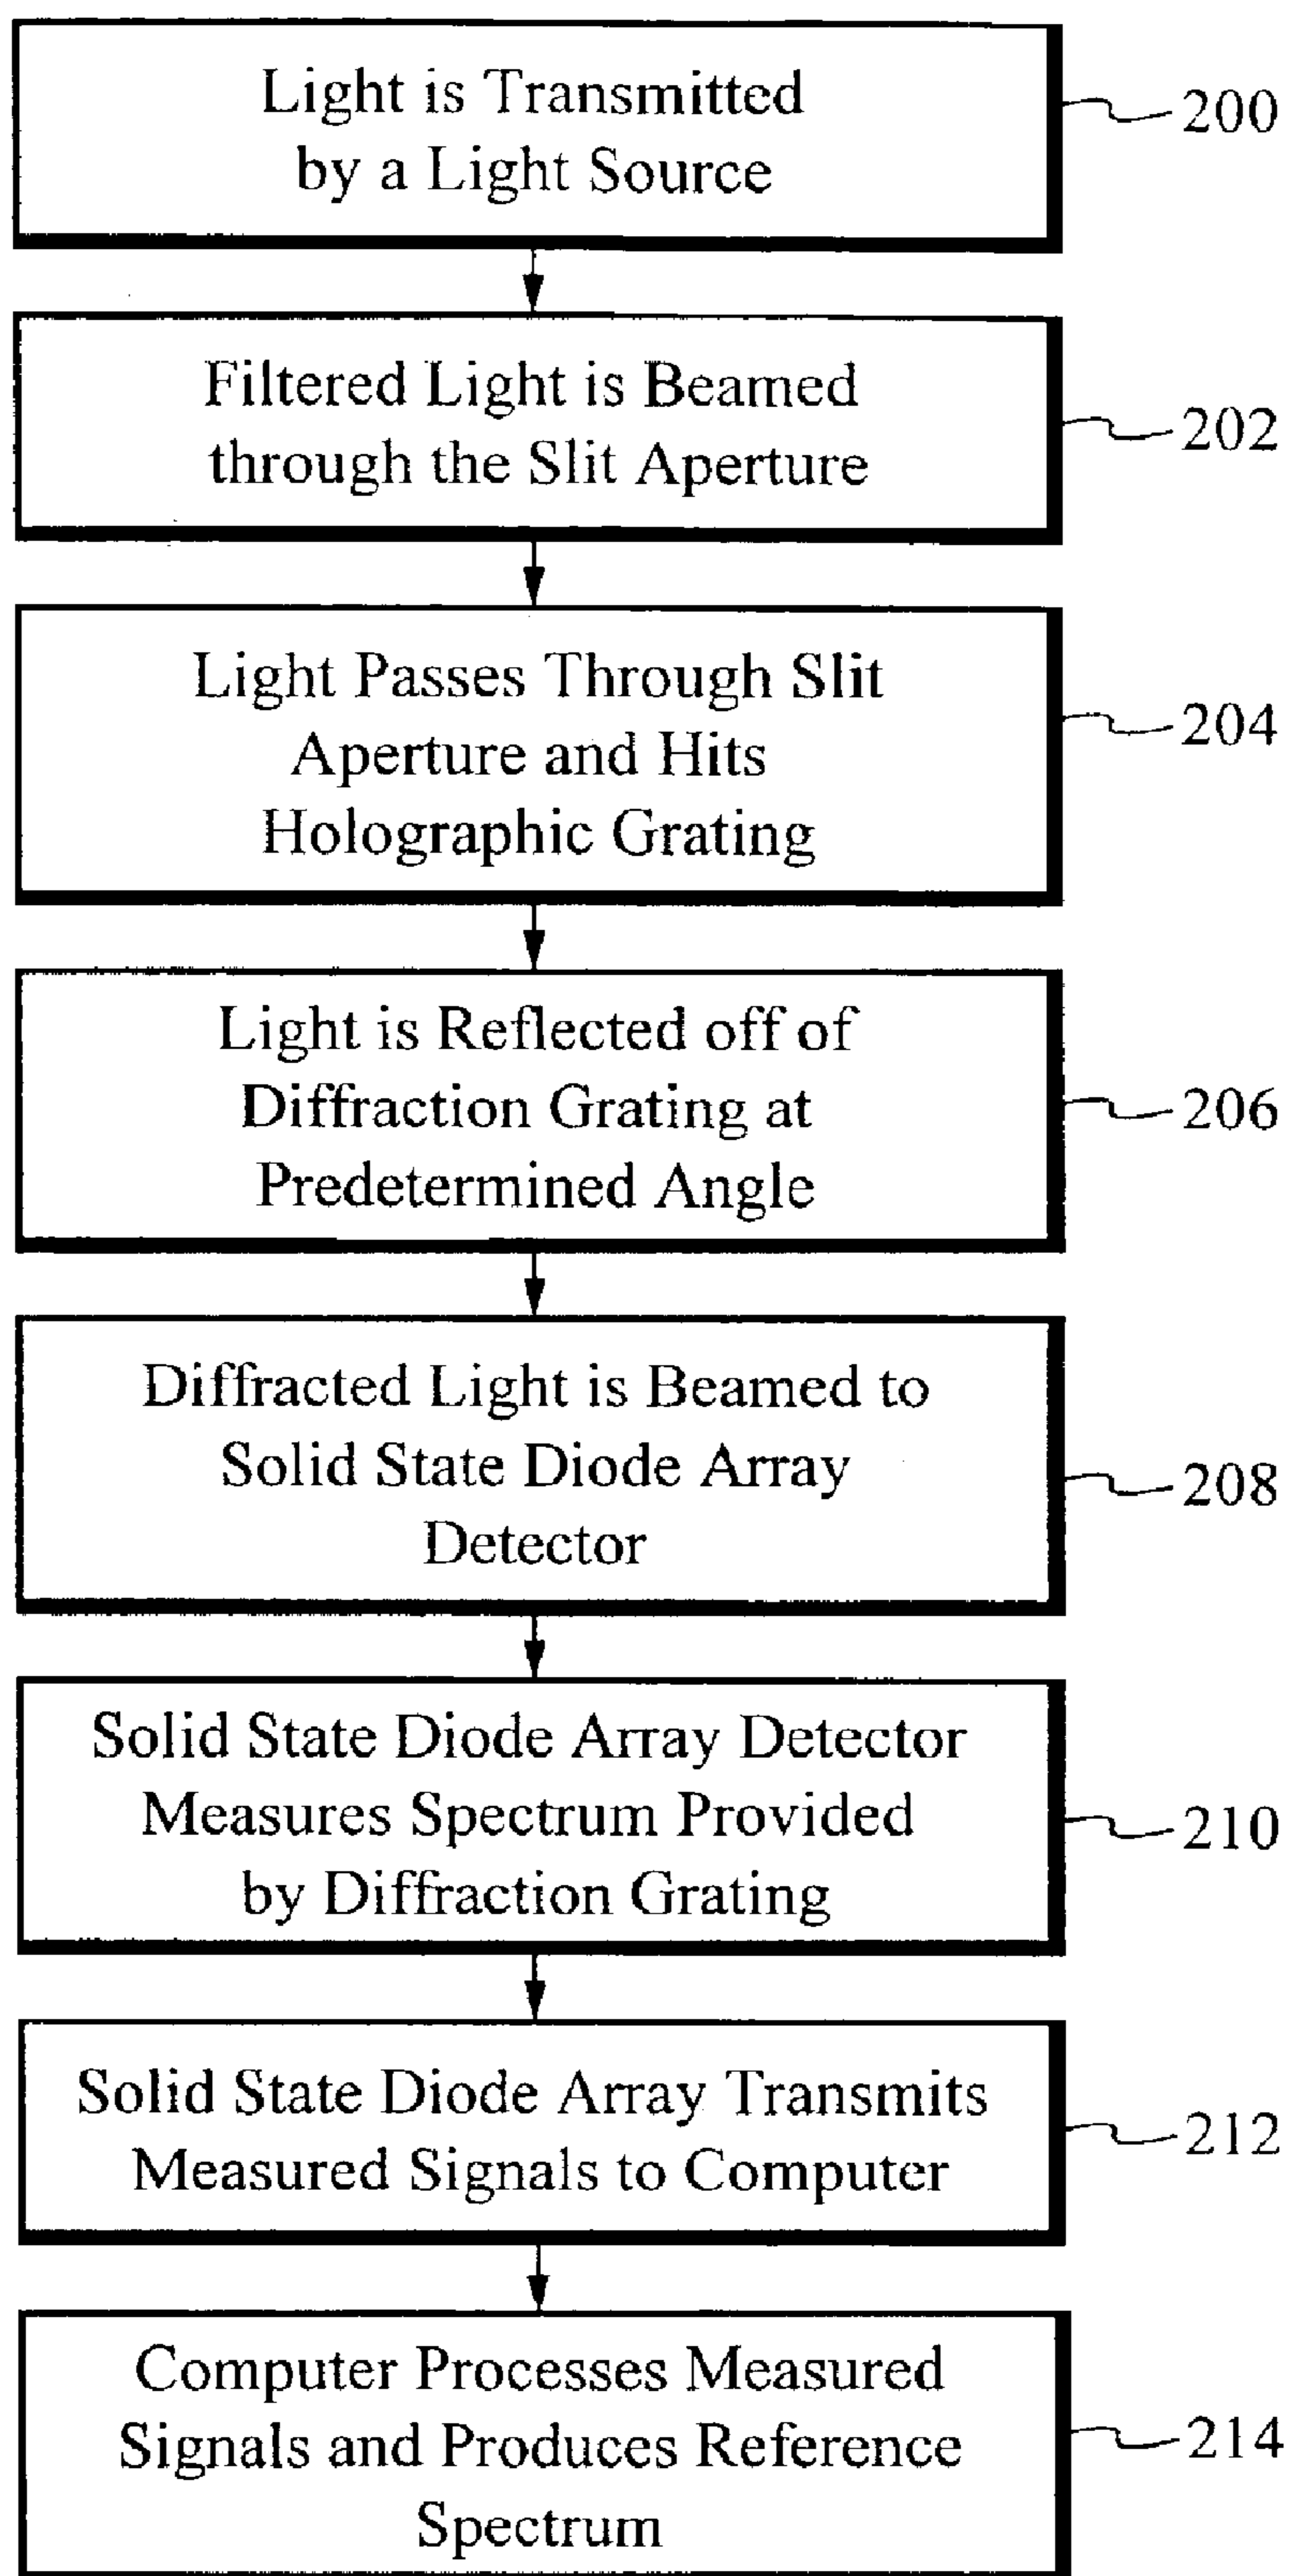 Light is Transmitted
by a Light Source
200
Filtered Light is Beamed
through the Slit Aperture
202
Light Passes Through Slit
Aperture and Hits
Holographic Grating
204
Light is Reflected off of
Diffraction Grating at
Predetermined Angle
206
Diffracted Light is Beamed to
Solid State Diode Array
Detector
208
Solid State Diode Array Detector
Measures Spectrum Provided
by Diffraction Grating
210
Solid State Diode Array Transmits
Measured Signals to Computer
212
Computer Processes Measured
Signals and Produces Reference
Spectrum
214